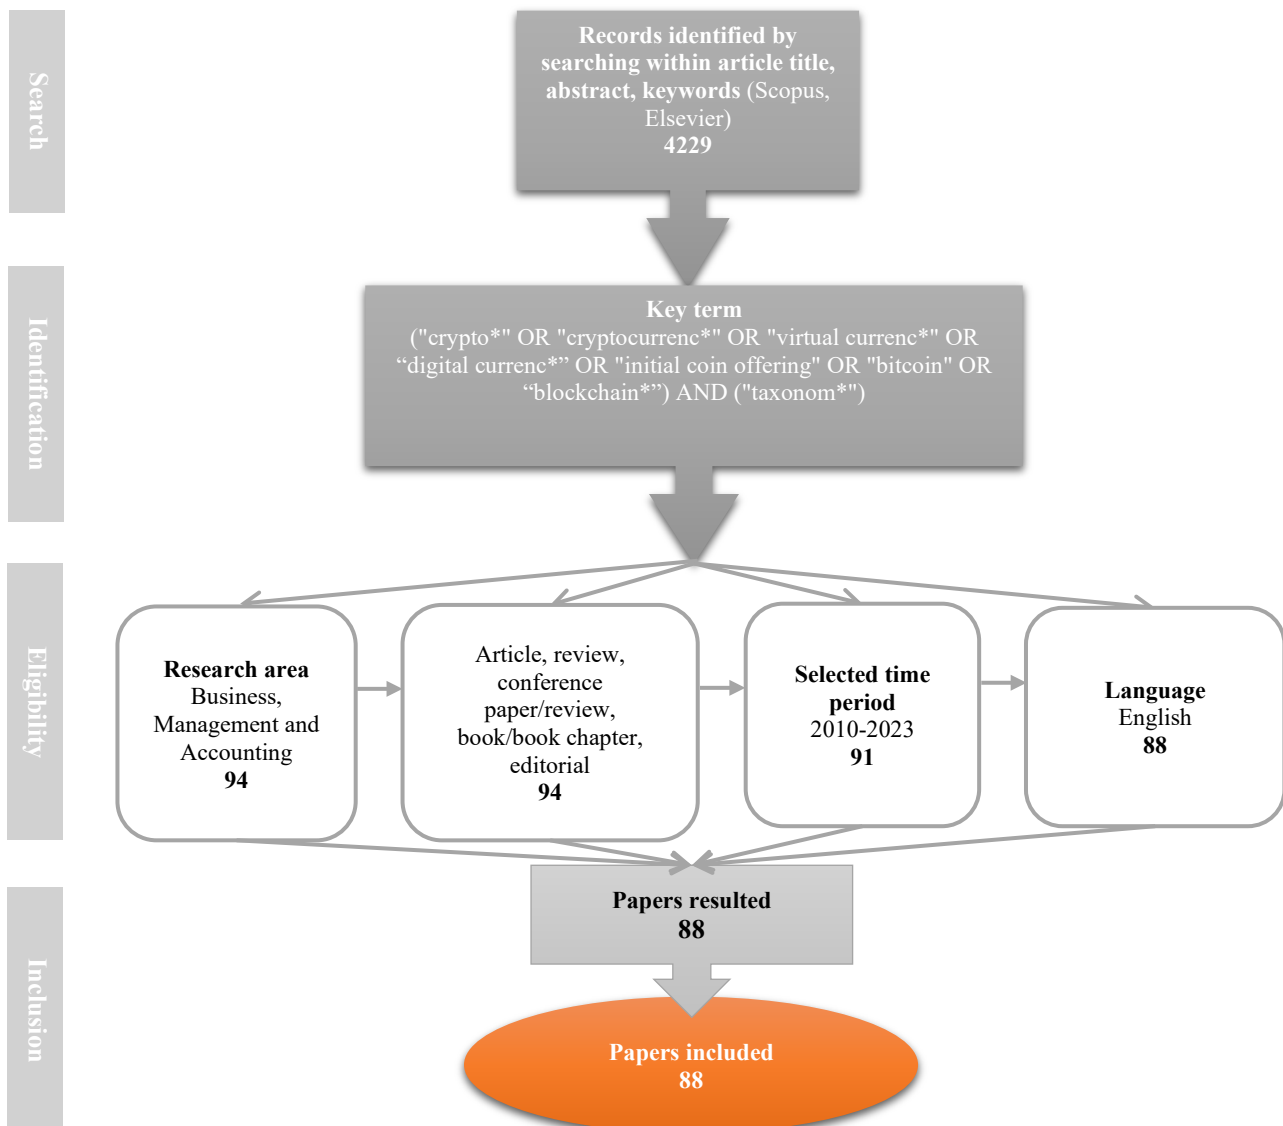 Search
Records identified by
searching within article title,
abstract, keywords (Scopus,
Elsevier)
4229
Identification
Key term
("crypto*" OR "cryptocurrenc*" OR "virtual currenc*" OR
“digital currenc*” OR "initial coin offering" OR "bitcoin" OR
“blockchain*”) AND ("taxonom*")
Eligibility
Research area
Business,
Management and
Accounting
94
Article, review,
conference
paper/review,
book/book chapter,
editorial
94
Selected time
period
2010-2023
91
Language
English
88
Inclusion
Papers resulted
88
Papers included
88